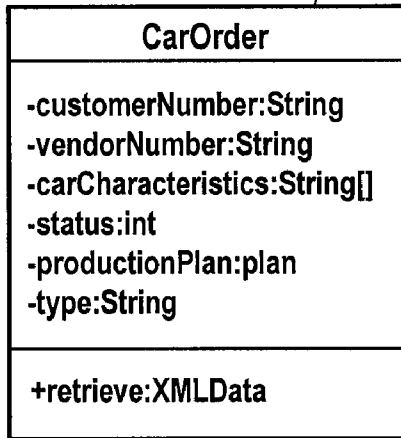 CarOrder
-customerNumber:String
-vendorNumber:String
-carCharacteristics:String[]
-status:int
-productionPlan:plan
-type:String
+retrieve:XMLData